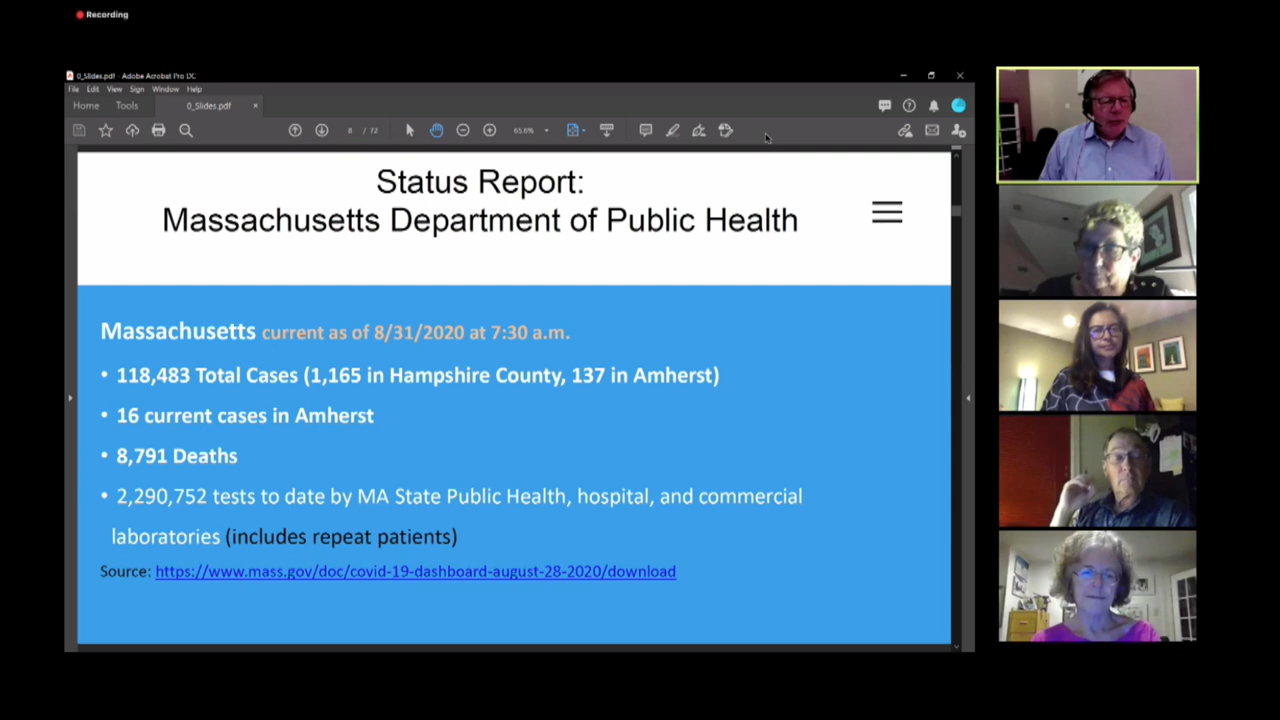 Recording
0_Slides.pdf - Adobe Acrobat Pro DC
File Edit View Sign Window Help
Home Tools 0_Slides.pdf ×
8 / 72 65.6%
Status Report:
Massachusetts Department of Public Health
Massachusetts current as of 8/31/2020 at 7:30 a.m.
• 118,483 Total Cases (1,165 in Hampshire County, 137 in Amherst)
• 16 current cases in Amherst
• 8,791 Deaths
• 2,290,752 tests to date by MA State Public Health, hospital, and commercial
laboratories (includes repeat patients)
Source: https://www.mass.gov/doc/covid-19-dashboard-august-28-2020/download